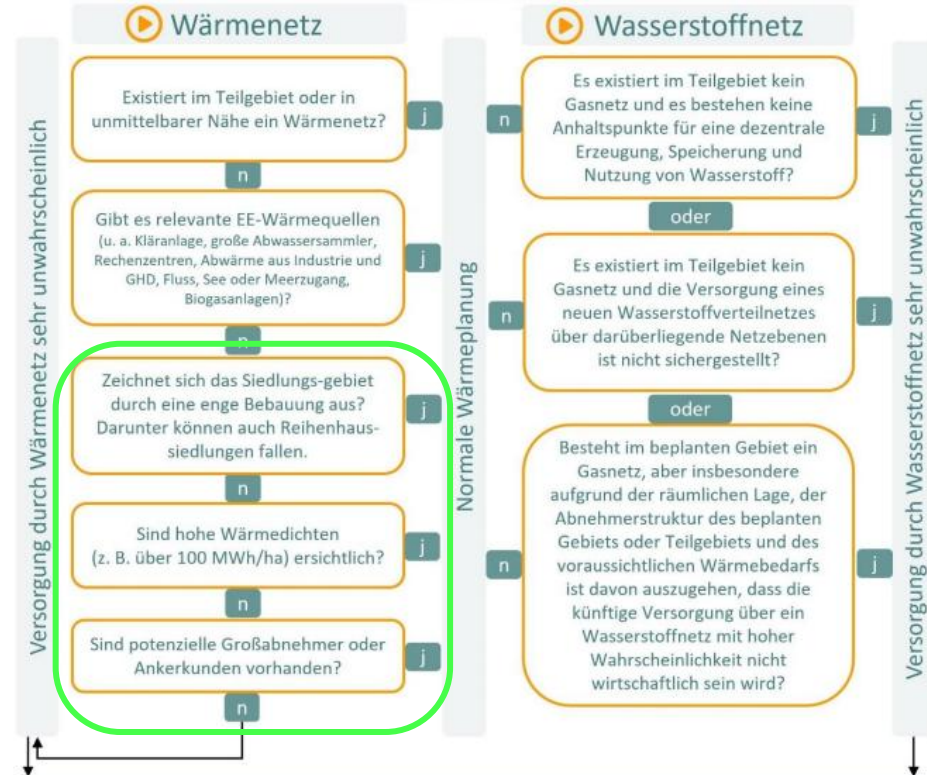 Wärmenetz
Versorgung durch Wärmenetz sehr unwahrscheinlich
Existiert im Teilgebiet oder in
unmittelbarer Nähe ein Wärmenetz?
j
n
Gibt es relevante EE-Wärmequellen
(u. a. Kläranlage, große Abwassersammler,
Rechenzentren, Abwärme aus Industrie und
GHD, Fluss, See oder Meerzugang,
Biogasanlagen)?
j
n
Zeichnet sich das Siedlungs-gebiet
durch eine enge Bebauung aus?
Darunter können auch Reihenhaus-
siedlungen fallen.
j
n
Sind hohe Wärmedichten
(z. B. über 100 MWh/ha) ersichtlich?
j
n
Sind potenzielle Großabnehmer oder
Ankerkunden vorhanden?
j
n
Normale Wärmeplanung
Wasserstoffnetz
n
Es existiert im Teilgebiet kein
Gasnetz und es bestehen keine
Anhaltspunkte für eine dezentrale
Erzeugung, Speicherung und
Nutzung von Wasserstoff?
j
oder
n
Es existiert im Teilgebiet kein
Gasnetz und die Versorgung eines
neuen Wasserstoffverteilnetzes
über darüberliegende Netzebenen
ist nicht sichergestellt?
j
oder
n
Besteht im beplanten Gebiet ein
Gasnetz, aber insbesondere
aufgrund der räumlichen Lage, der
Abnehmerstruktur des beplanten
Gebiets oder Teilgebiets und des
voraussichtlichen Wärmebedarfs
ist davon auszugehen, dass die
künftige Versorgung über ein
Wasserstoffnetz mit hoher
Wahrscheinlichkeit nicht
wirtschaftlich sein wird?
j
Versorgung durch Wasserstoffnetz sehr unwahrscheinlich